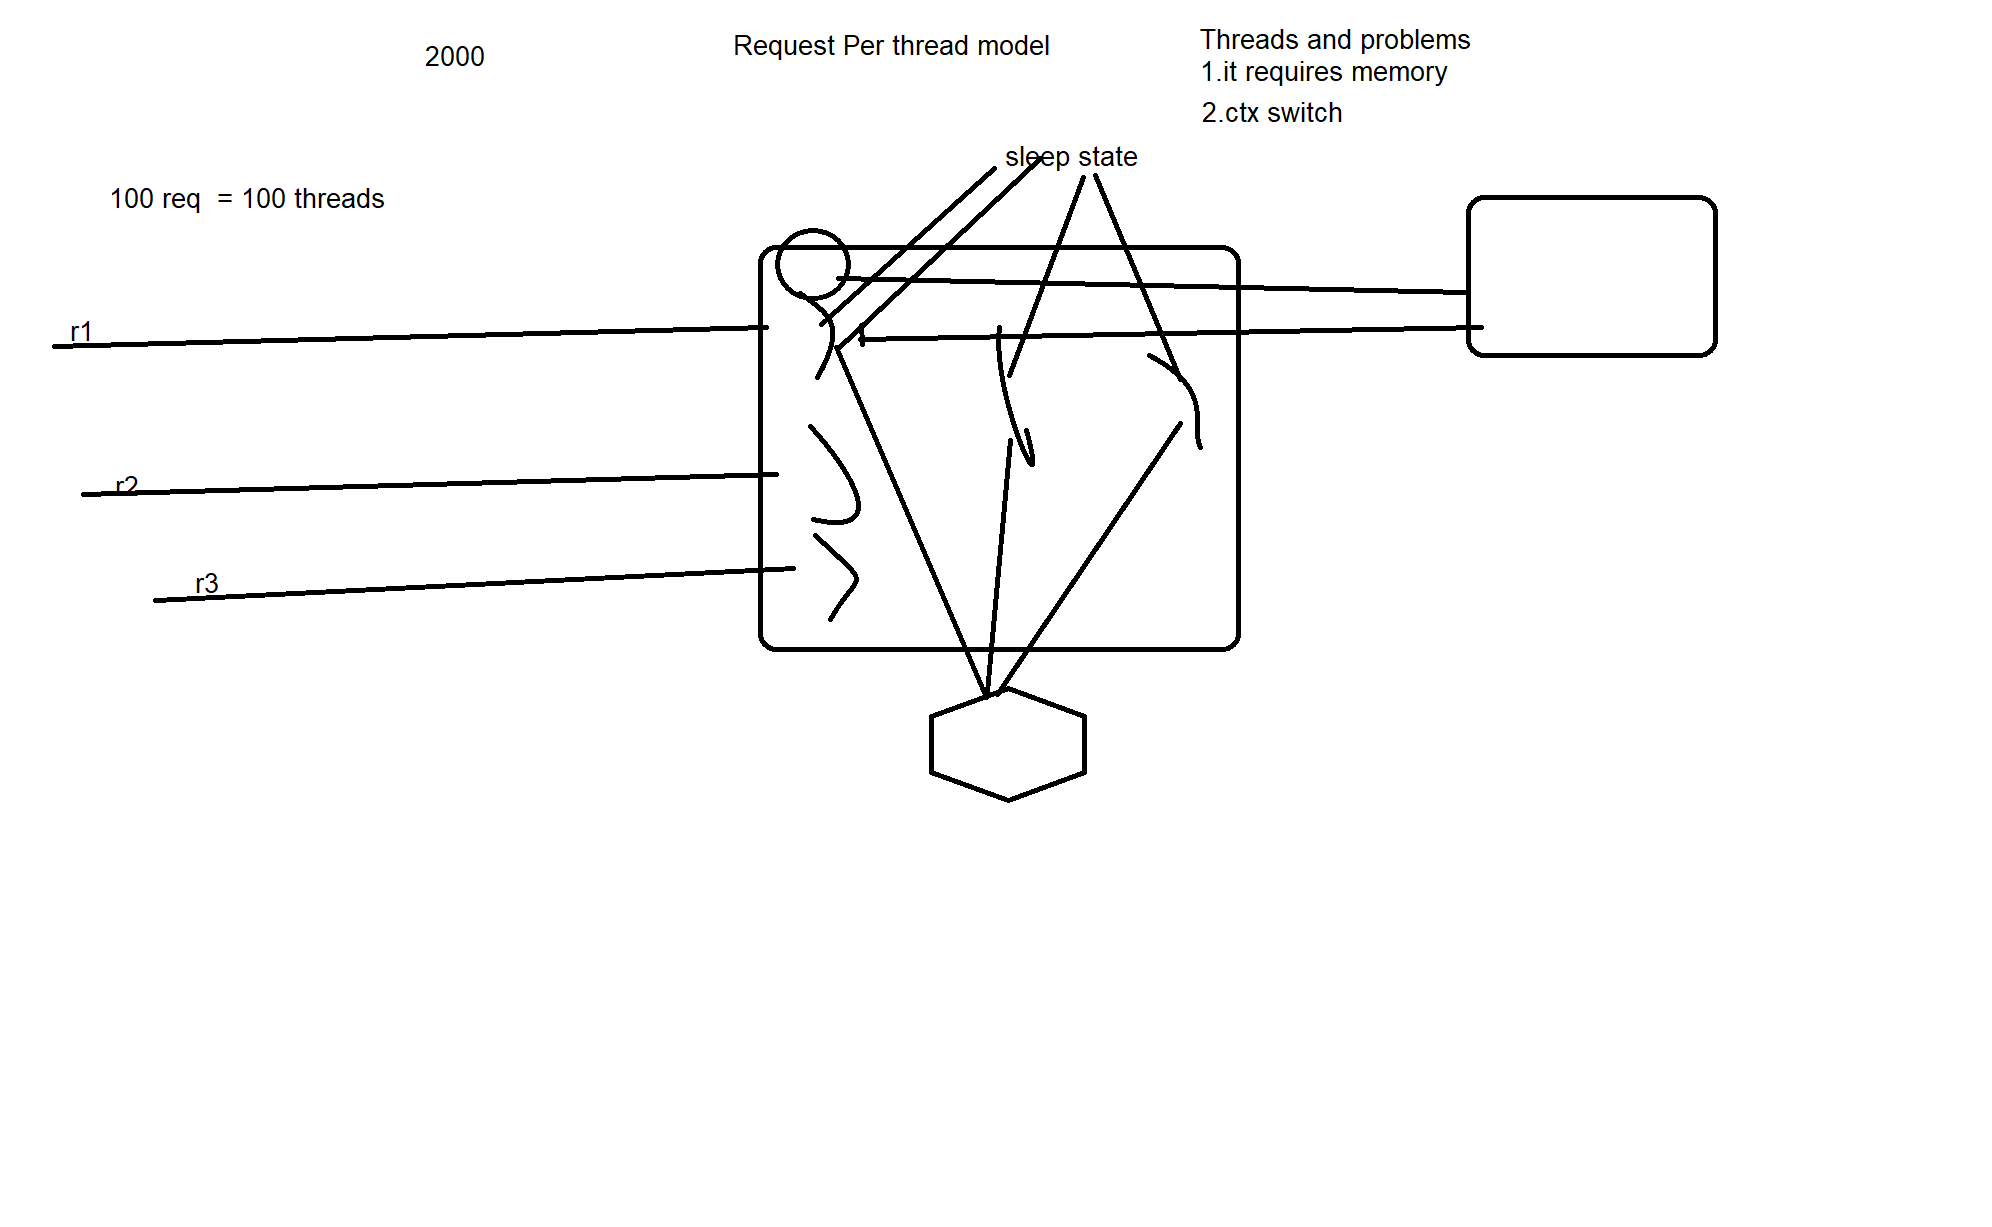 2000
Request Per thread model
Threads and problems
1.it requires memory
2.ctx switch
sleep state
100 req  = 100 threads
r1
r2
r3